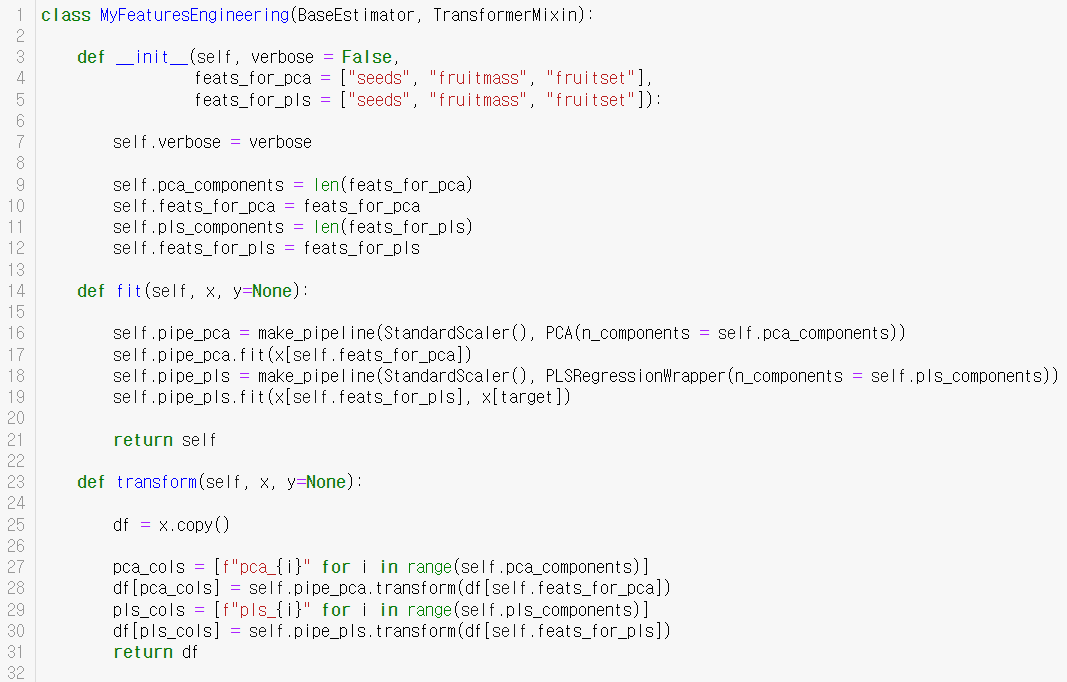 1 class MyFeaturesEngineering(BaseEstimator, TransformerMixin):
2
3     def __init__(self, verbose = False,
4                  feats_for_pca = ["seeds", "fruitmass", "fruitset"],
5                  feats_for_pls = ["seeds", "fruitmass", "fruitset"]):
6
7         self.verbose = verbose
8
9         self.pca_components = len(feats_for_pca)
10         self.feats_for_pca = feats_for_pca
11         self.pls_components = len(feats_for_pls)
12         self.feats_for_pls = feats_for_pls
13
14     def fit(self, x, y=None):
15
16         self.pipe_pca = make_pipeline(StandardScaler(), PCA(n_components = self.pca_components))
17         self.pipe_pca.fit(x[self.feats_for_pca])
18         self.pipe_pls = make_pipeline(StandardScaler(), PLSRegressionWrapper(n_components = self.pls_components))
19         self.pipe_pls.fit(x[self.feats_for_pls], x[target])
20
21         return self
22
23     def transform(self, x, y=None):
24
25         df = x.copy()
26
27         pca_cols = [f"pca_{i}" for i in range(self.pca_components)]
28         df[pca_cols] = self.pipe_pca.transform(df[self.feats_for_pca])
29         pls_cols = [f"pls_{i}" for i in range(self.pls_components)]
30         df[pls_cols] = self.pipe_pls.transform(df[self.feats_for_pls])
31         return df
32